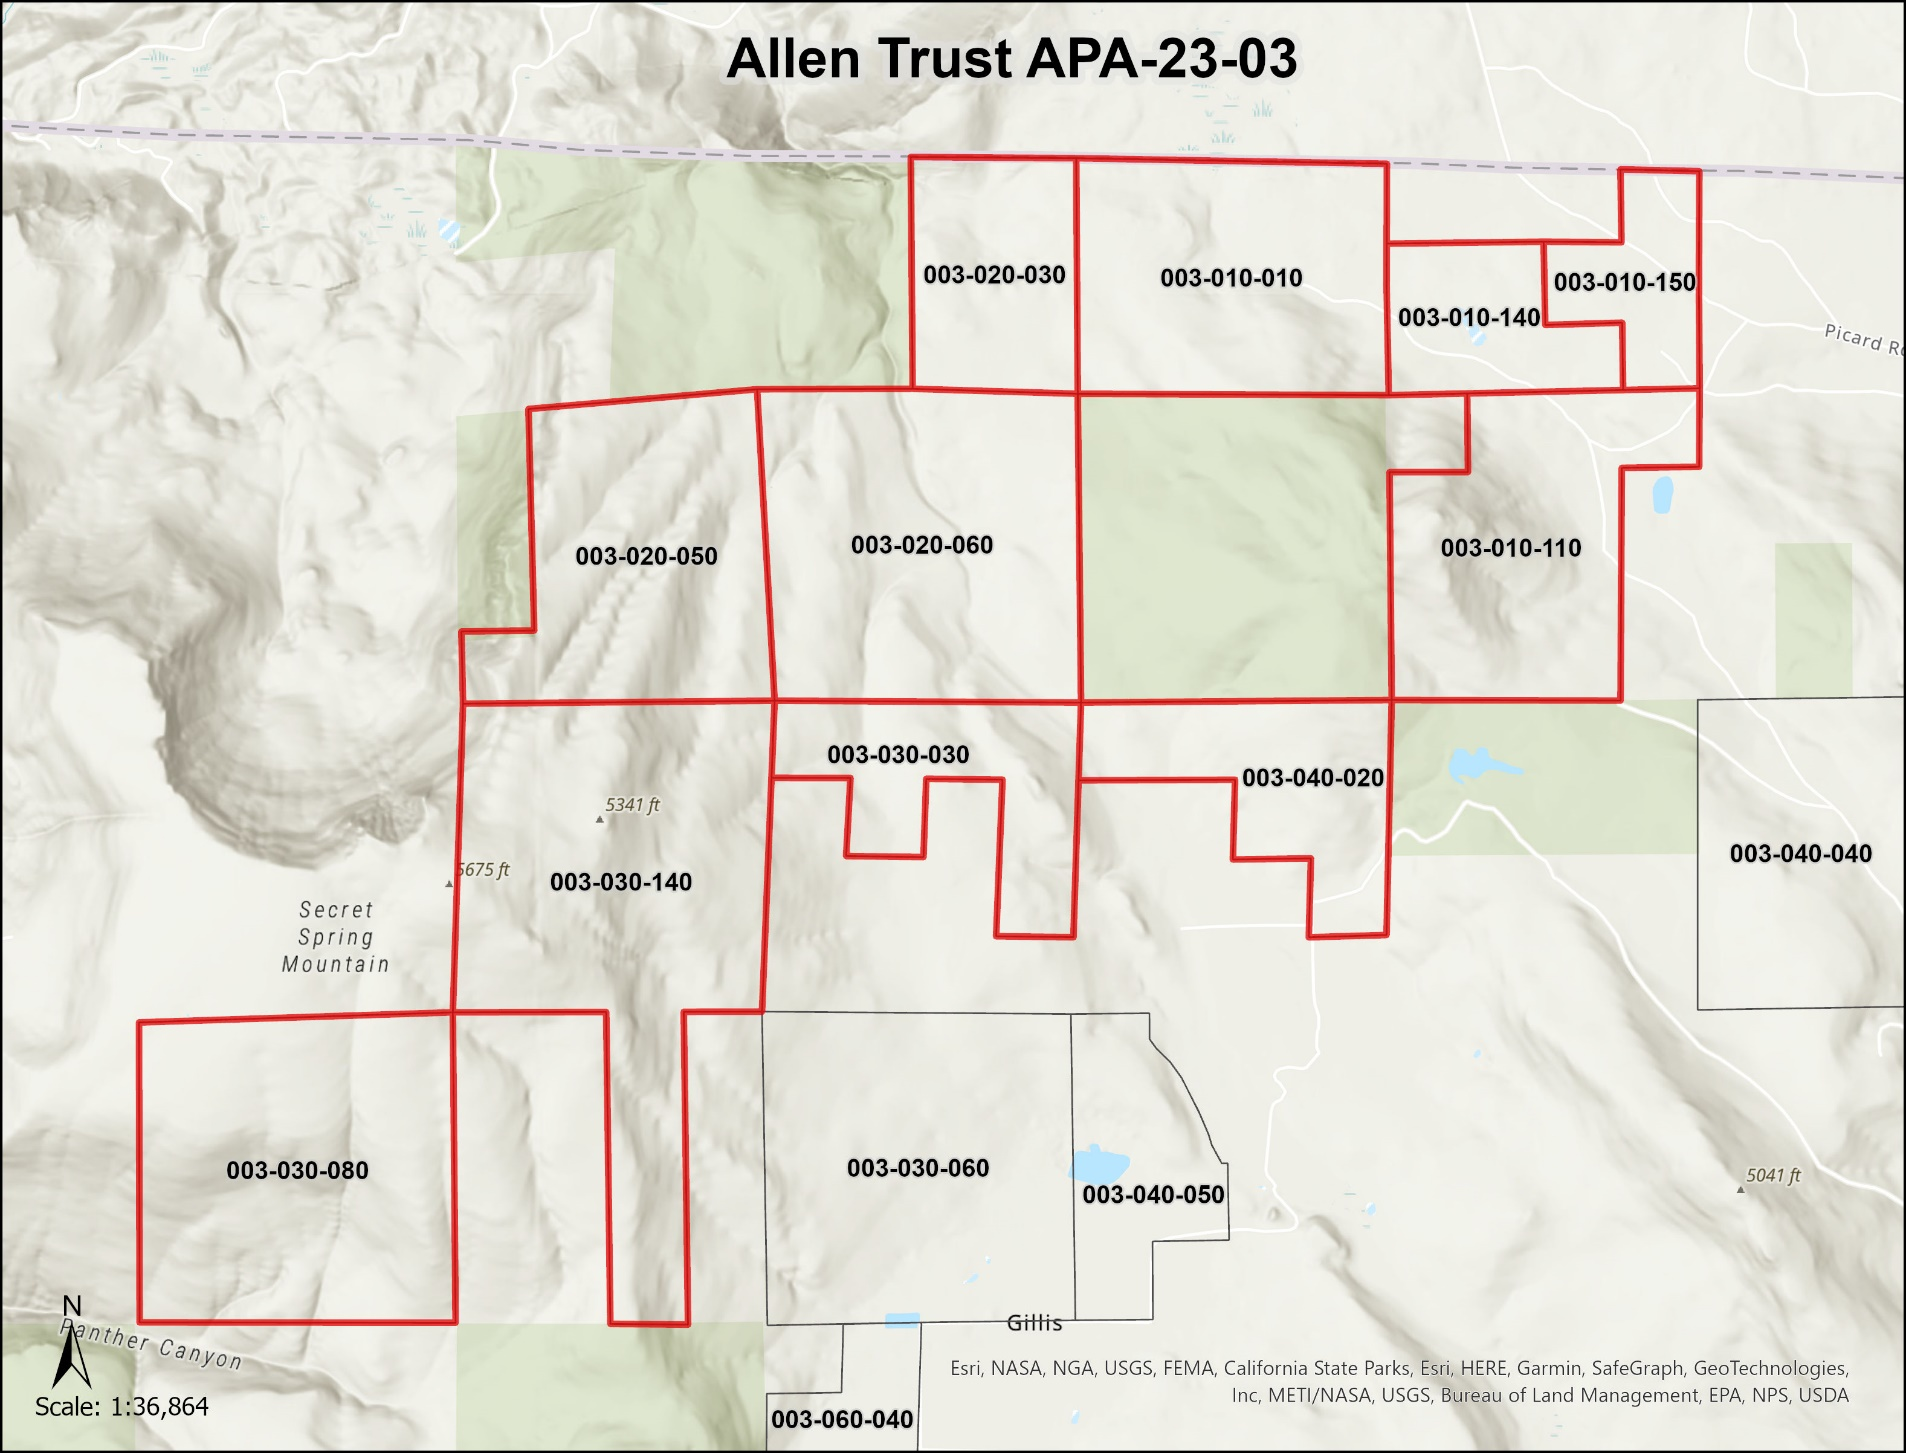 Allen Trust APA-23-03
003-020-030
003-010-010
003-010-150
003-010-140
Picard
003-020-050
003-020-060
003-010-110
003-030-030
003-040-020
5341 ft
5675 ft
003-030-140
003-040-040
Secret
Spring
Mountain
003-030-080
003-030-060
003-040-050
5041 ft
N
Panther Canyon
Gillis
Scale: 1:36,864
003-060-040
Esri, NASA, NGA, USGS, FEMA, California State Parks, Esri, HERE, Garmin, SafeGraph, GeoTechnologies,
Inc, METI/NASA, USGS, Bureau of Land Management, EPA, NPS, USDA